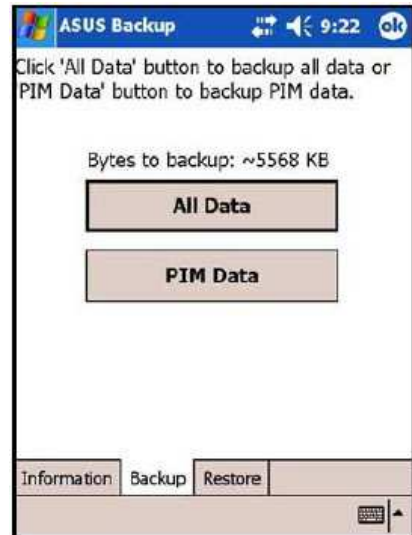 ASUS Backup 9:22 ok
Click 'All Data' button to backup all data or
'PIM Data' button to backup PIM data.
Bytes to backup: ~5568 KB
All Data
PIM Data
Information Backup Restore